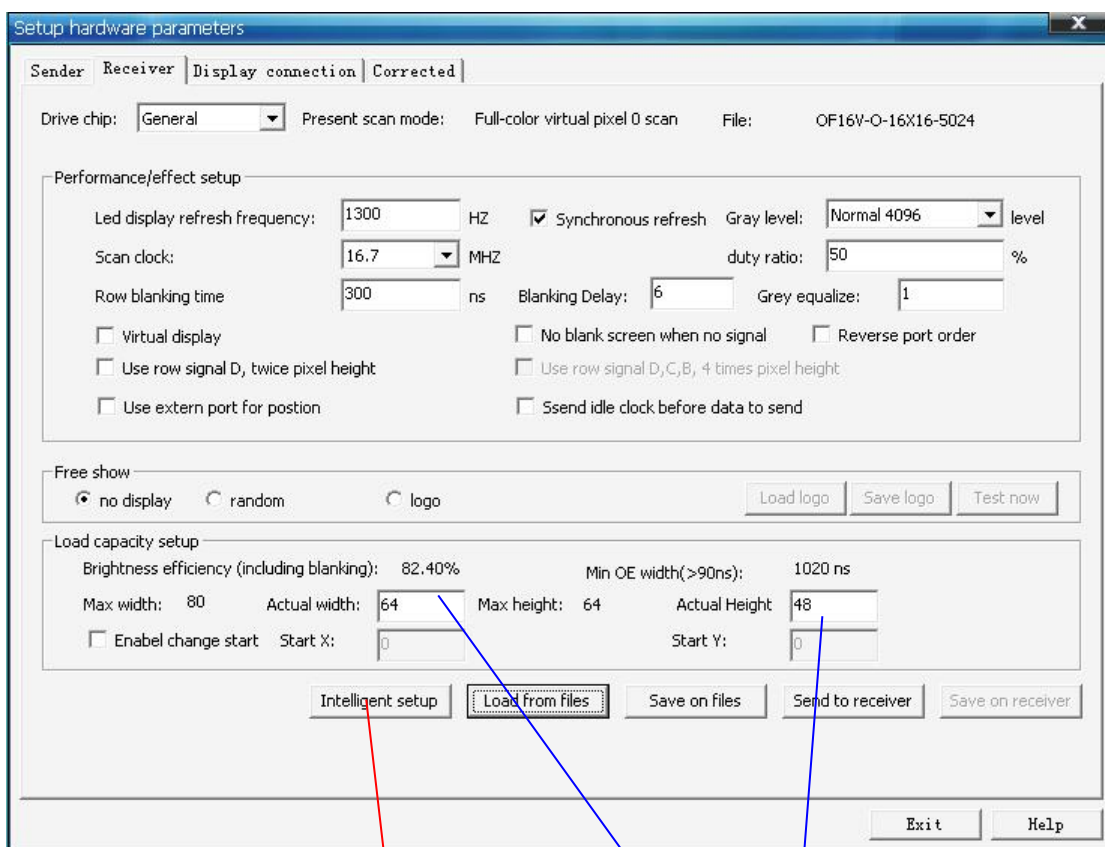 Setup hardware parameters X
Sender Receiver Display connection Corrected
Drive chip: General Present scan mode: Full-color virtual pixel 0 scan File: OF16V-O-16X16-5024
Performance/effect setup
Led display refresh frequency: 1300 HZ Synchronous refresh Gray level: Normal 4096 level
Scan clock: 16.7 MHZ duty ratio: 50 %
Row blanking time 300 ns Blanking Delay: 6 Grey equalize: 1
Virtual display No blank screen when no signal Reverse port order
Use row signal D, twice pixel height Use row signal D,C,B, 4 times pixel height
Use extern port for postion Ssend idle clock before data to send
Free show
no display random logo Load logo Save logo Test now
Load capacity setup
Brightness efficiency (including blanking): 82.40% Min OE width(>90ns): 1020 ns
Max width: 80 Actual width: 64 Max height: 64 Actual Height 48
Enabel change start Start X: 0 Start Y: 0
Intelligent setup Load from files Save on files Send to receiver Save on receiver
Exit Help